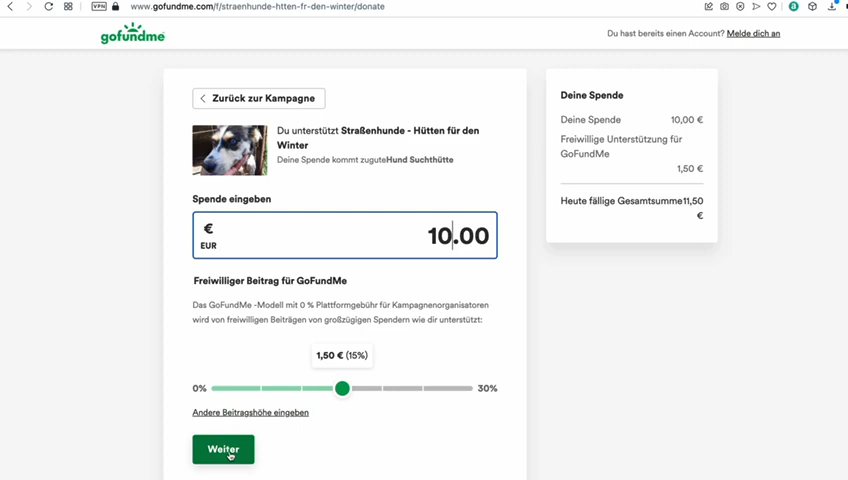 VPN
www.gofundme.com/f/straenhunde-htten-fr-den-winter/donate
gofundme
Du hast bereits einen Account? Melde dich an
Zurück zur Kampagne
Du unterstützt Straßenhunde - Hütten für den
Winter
Deine Spende kommt zuguteHund Suchthütte
Spende eingeben
€
EUR
10.00
Freiwilliger Beitrag für GoFundMe
Das GoFundMe -Modell mit 0 % Plattformgebühr für Kampagnenorganisatoren
wird von freiwilligen Beiträgen von großzügigen Spendern wie dir unterstützt:
1,50 € (15%)
0%
30%
Andere Beitragshöhe eingeben
Weiter
Deine Spende
Deine Spende 10,00 €
Freiwillige Unterstützung für
GoFundMe
1,50 €
Heute fällige Gesamtsumme11,50
€